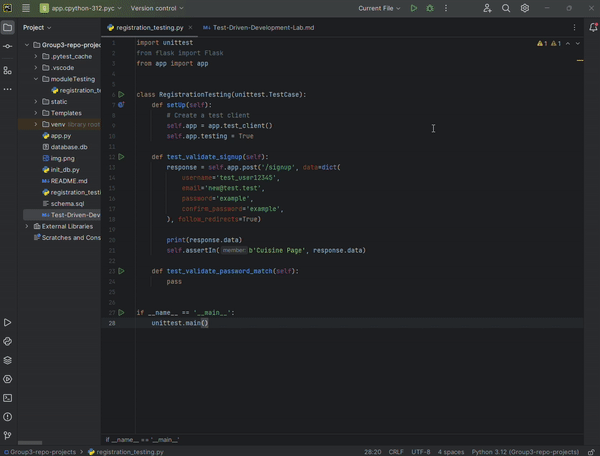 app.cpython-312.pyc
Version control
Current File
Project
registration_testing.py
Test-Driven-Development-Lab.md
Group3-repo-projec
.pytest_cache
.vscode
moduleTesting
registration_te
static
Templates
venv library root
app.py
database.db
img.png
init_db.py
README.md
registration_testing
schema.sql
Test-Driven-Dev
External Libraries
Scratches and Cons
1 import unittest
2 from flask import Flask
3 from app import app
4
5
6 class RegistrationTesting(unittest.TestCase):
7 def setUp(self):
8 # Create a test client
9 self.app = app.test_client()
10 self.app.testing = True
11
12 def test_validate_signup(self):
13 response = self.app.post('/signup', data=dict(
14 username='test_user12345',
15 email='new@test.test',
16 password='example',
17 confirm_password='example',
18 ), follow_redirects=True)
19
20 print(response.data)
21 self.assertIn( member: b'Cuisine Page', response.data)
22
23 def test_validate_password_match(self):
24 pass
25
26
27 if __name__ == '__main__':
28 unittest.main()
1 1
if __name__ == '__main__'
Group3-repo-projects > registration_testing.py
28:20 CRLF UTF-8 4 spaces Python 3.12 (Group3-repo-projects)